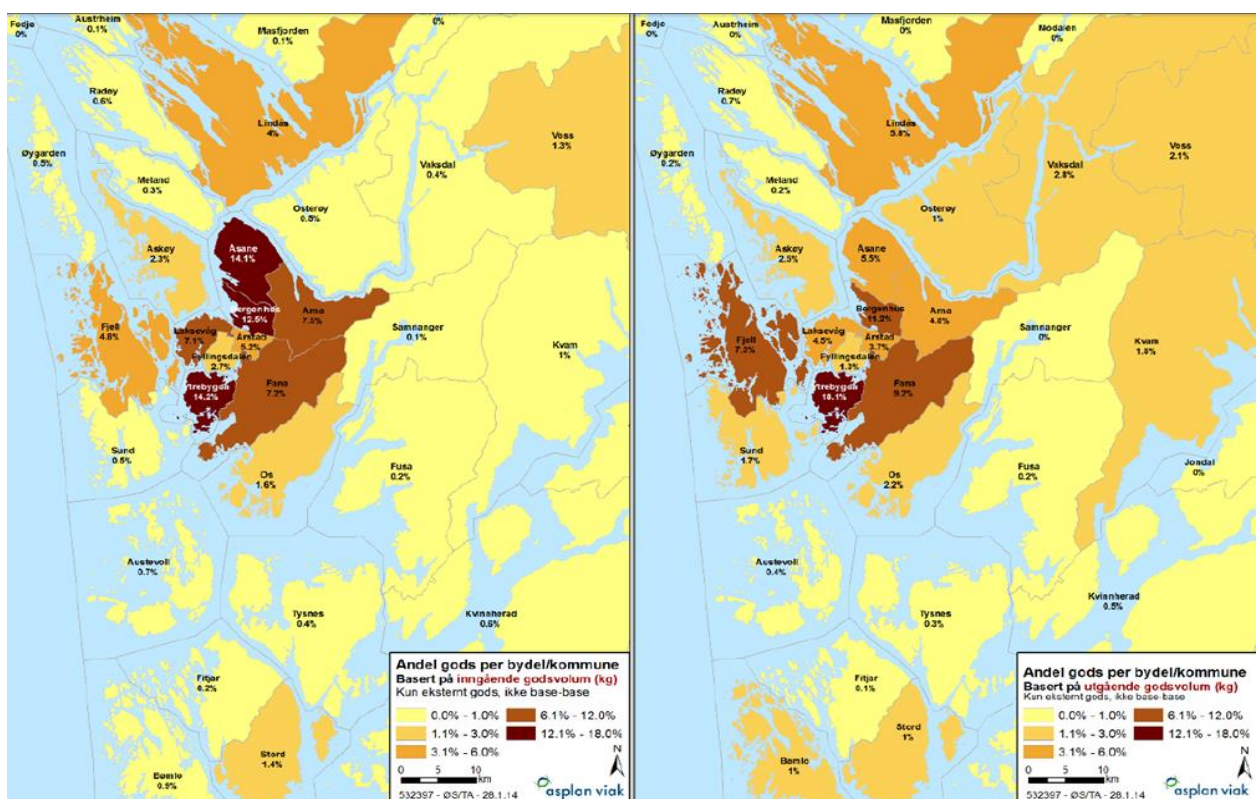 Fedje
0%
Austrheim
0.1%
Masfjorden
0.1%
0%
Radøy
0.6%
Lindås
4%
Voss
1.3%
Øygarden
0.5%
Meland
0.3%
Vaksdal
0.4%
Osterøy
0.5%
Askøy
2.3%
Åsane
14.1%
Bergenhus
12.5%
Arna
Fjell
4.8%
Laksevåg
7.1%
Årstad
5.2%
Fyllingsdalen
2.7%
Samnanger
0.1%
Kvam
1%
Ytrebygda
14.2%
Fana
7.2%
Sund
0.5%
Os
1.6%
Fusa
0.2%
Austevoll
0.7%
Tysnes
0.4%
Kvinnherad
0.6%
Fitjar
0.2%
Stord
1.4%
Bømlo
0.9%
Andel gods per bydel/kommune
Basert på inngående godsvolum (kg)
Kun eksternt gods, ikke base-base
0.0% - 1.0%
6.1% - 12.0%
1.1% - 3.0%
12.1% - 18.0%
3.1% - 6.0%
N
0 5 10
km
532397 - ØS/TA - 28.1.14
asplan viak
Fedje
0%
Austrheim
0%
Masfjorden
0%
Modalen
0%
Radøy
0.7%
Lindås
5.8%
Voss
2.1%
Øygarden
0.2%
Meland
0.2%
Vaksdal
2.8%
Osterøy
1%
Askøy
2.5%
Åsane
5.5%
Bergenhus
11.2%
Arna
4.6%
Fjell
Laksevåg
4.5%
Årstad
3.7%
Fyllingsdalen
1.3%
Samnanger
0%
Kvam
1.8%
Ytrebygda
18.1%
Fana
9.2%
Sund
1.7%
Os
2.2%
Fusa
0.2%
Jondal
0%
Austevoll
0.4%
Tysnes
0.3%
Kvinnherad
0.5%
Fitjar
0.1%
Stord
1%
Bømlo
1%
Andel gods per bydel/kommune
Basert på utgående godsvolum (kg)
Kun eksternt gods, ikke base-base
0.0% - 1.0%
6.1% - 12.0%
1.1% - 3.0%
12.1% - 18.0%
3.1% - 6.0%
N
0 5 10
km
532397 - ØS/TA - 28.1.14
asplan viak